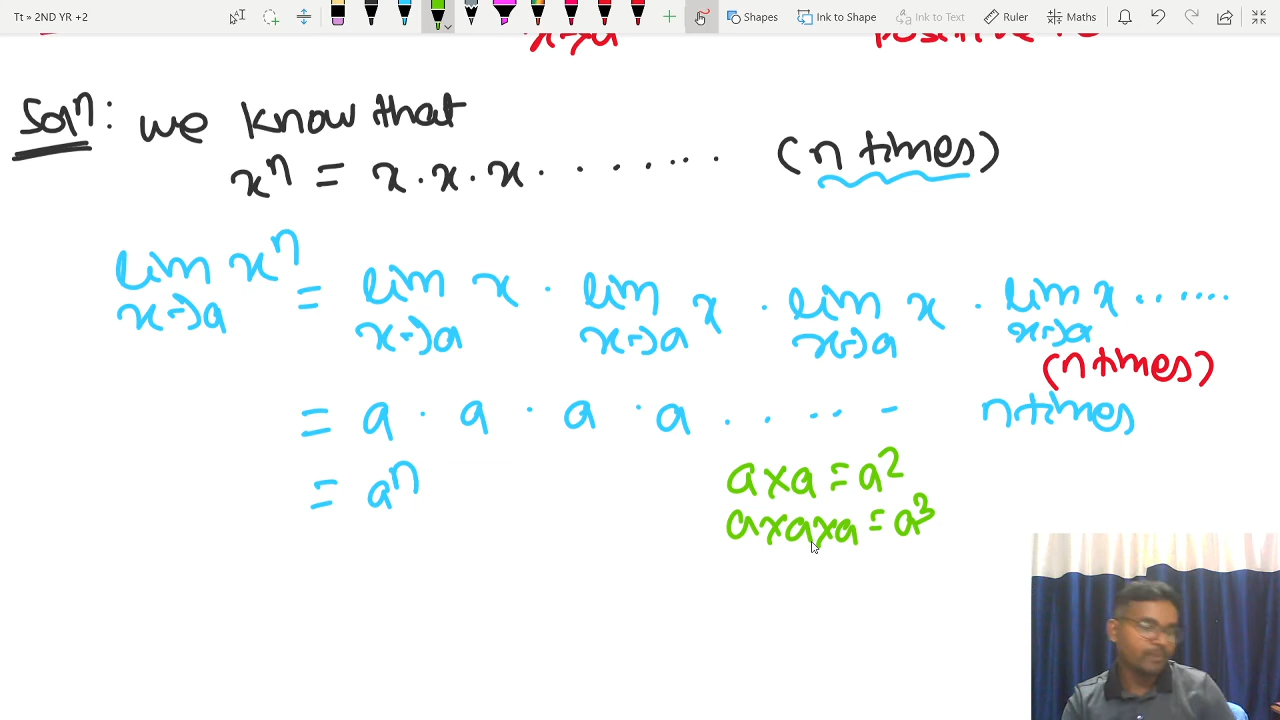 Tt > 2ND YR +2
Shapes Ink to Shape Ink to Text Ruler Maths
x→a
Solⁿ: we know that
xⁿ = x . x . x . . . . . . . . (n times)
lim x→a xⁿ = lim x→a x . lim x→a x . lim x→a x . lim x→a x . . . . . .
(n times)
= a . a . a . a . . . . . - n times
= aⁿ
a×a = a²
a×a×a = a³